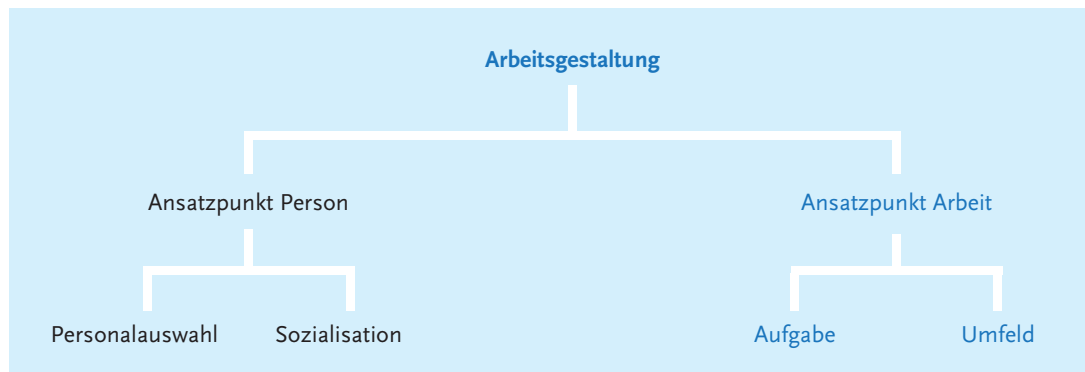 Arbeitsgestaltung
Ansatzpunkt Person
Ansatzpunkt Arbeit
Personalauswahl
Sozialisation
Aufgabe
Umfeld